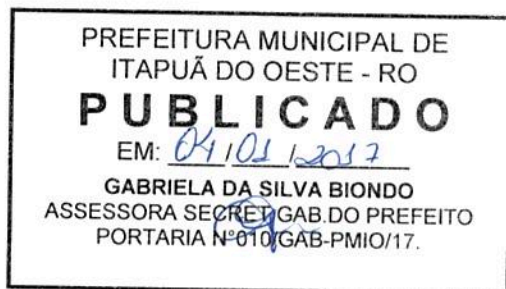 PREFEITURA MUNICIPAL DE
ITAPUÃ DO OESTE - RO
PUBLICADO
EM: 04/01/2017
GABRIELA DA SILVA BIONDO
ASSESSORA SECRET.GAB.DO PREFEITO
PORTARIA N°010/GAB-PMIO/17.